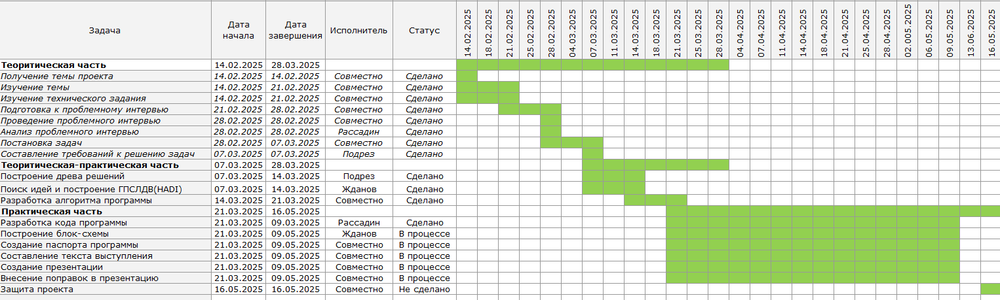 Задача Дата начала Дата завершения Исполнитель Статус 14.02.2025 18.02.2025 21.02.2025 25.02.2025 28.02.2025 04.03.2025 07.03.2025 11.03.2025 14.03.2025 18.03.2025 21.03.2025 25.03.2025 28.03.2025 04.04.2025 07.04.2025 11.04.2025 14.04.2025 18.04.2025 21.04.2025 25.04.2025 28.04.2025 02.005.2025 06.05.2025 09.05.2025 13.06.2025 16.05.2025
Теоритическая часть 14.02.2025 28.03.2025
Получение темы проекта 14.02.2025 14.02.2025 Совместно Сделано
Изучение темы 14.02.2025 21.02.2025 Совместно Сделано
Изучение технического задания 14.02.2025 21.02.2025 Совместно Сделано
Подготовка к проблемному интервью 21.02.2025 28.02.2025 Совместно Сделано
Проведение проблемного интервью 28.02.2025 28.02.2025 Совместно Сделано
Анализ проблемного интервью 28.02.2025 28.02.2025 Рассадин Сделано
Постановка задач 28.02.2025 07.03.2025 Совместно Сделано
Составление требований к решению задач 07.03.2025 07.03.2025 Подрез Сделано
Теоритическая-практическая часть 07.03.2025 28.03.2025
Построение древа решений 07.03.2025 14.03.2025 Подрез Сделано
Поиск идей и построение ГПСЛДВ(HADI) 07.03.2025 14.03.2025 Жданов Сделано
Разработка алгоритма программы 14.03.2025 21.03.2025 Совместно Сделано
Практическая часть 21.03.2025 16.05.2025
Разработка кода программы 21.03.2025 09.03.2025 Рассадин Сделано
Построение блок-схемы 21.03.2025 09.05.2025 Жданов В процессе
Создание паспорта программы 21.03.2025 09.05.2025 Совместно В процессе
Составление текста выступления 21.03.2025 09.05.2025 Совместно В процессе
Создание презентации 21.03.2025 09.05.2025 Совместно В процессе
Внесение поправок в презентацию 21.03.2025 09.05.2025 Совместно В процессе
Защита проекта 16.05.2025 16.05.2025 Совместно Не сделано